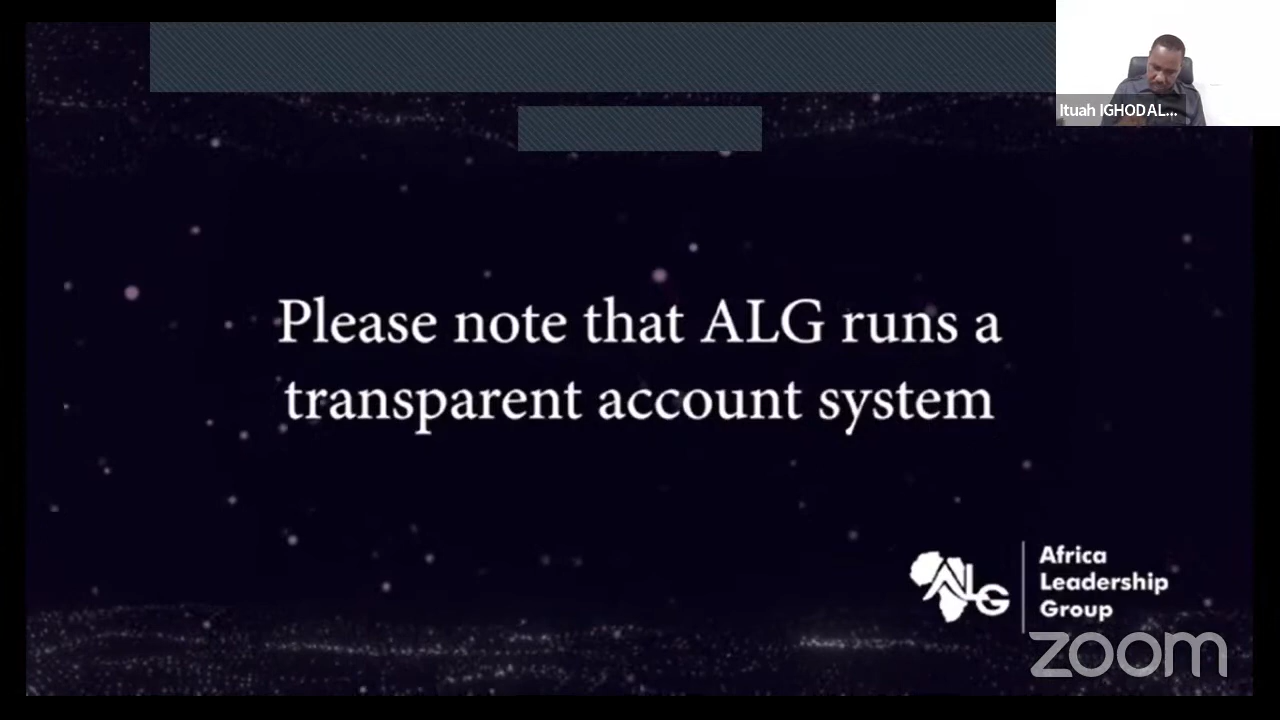 Ituah IGHODAL...
Please note that ALG runs a
transparent account system
ALG
Africa
Leadership
Group
zoom